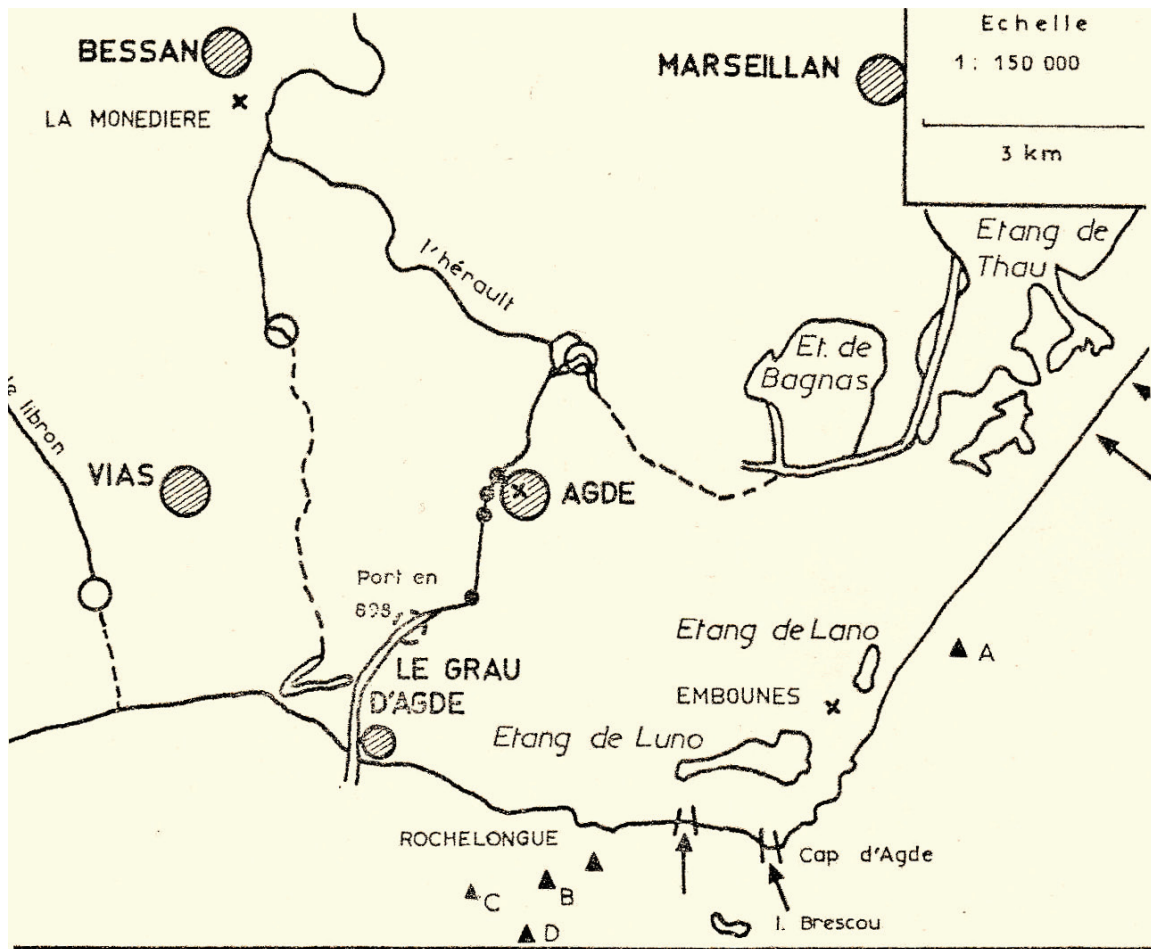 Echelle
1: 150 000
3 km
BESSAN
MARSEILLAN
LA MONEDIERE
Etang de
Thau
l'hérault
Et. de
Bagnas
le libron
VIAS
AGDE
Port en
898
Etang de Lano
A
LE GRAU
D'AGDE
EMBOUNES
Etang de Luno
ROCHELONGUE
Cap d'Agde
C
B
D
I. Brescou